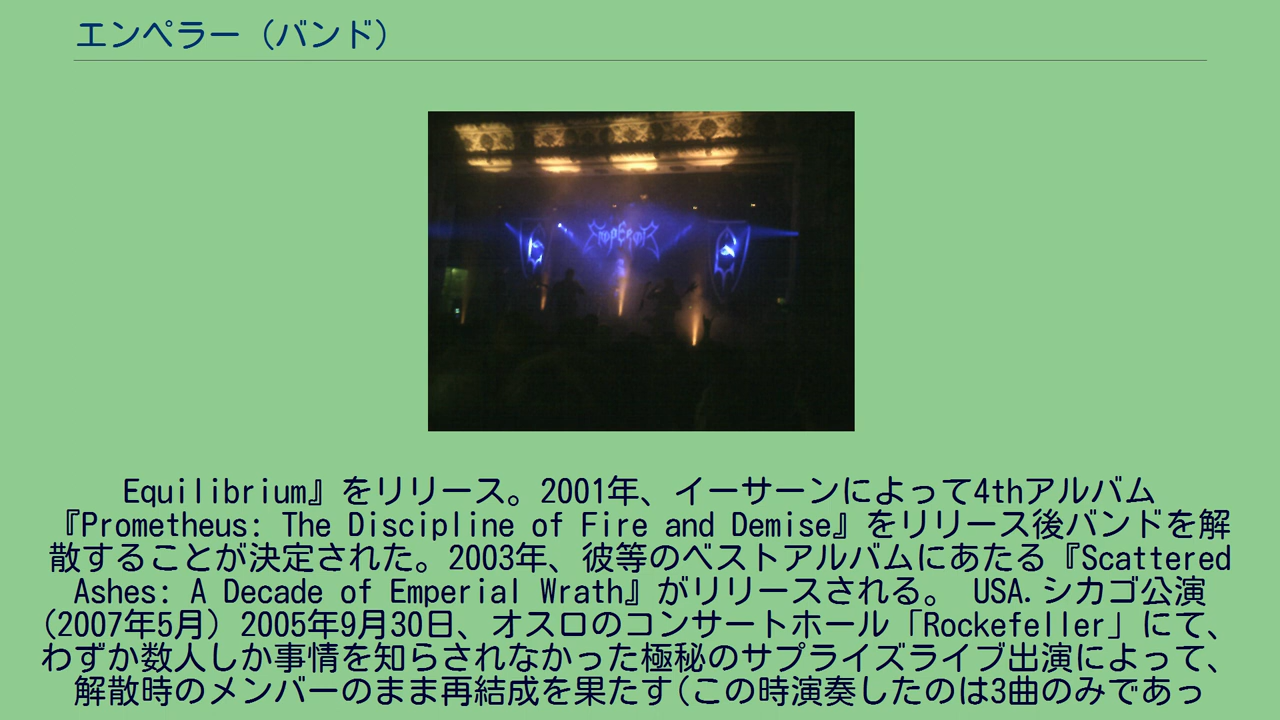 エンペラー（バンド）
EmpEroR
Equilibrium』をリリース。2001年、イーサーンによって4thアルバム
『Prometheus: The Discipline of Fire and Demise』をリリース後バンドを解
散することが決定された。2003年、彼等のベストアルバムにあたる『Scattered
Ashes: A Decade of Emperial Wrath』がリリースされる。 USA.シカゴ公演
(2007年5月) 2005年9月30日、オスロのコンサートホール「Rockefeller」にて、
わずか数人しか事情を知らされなかった極秘のサプライズライブ出演によって、
解散時のメンバーのまま再結成を果たす(この時演奏したのは3曲のみであっ